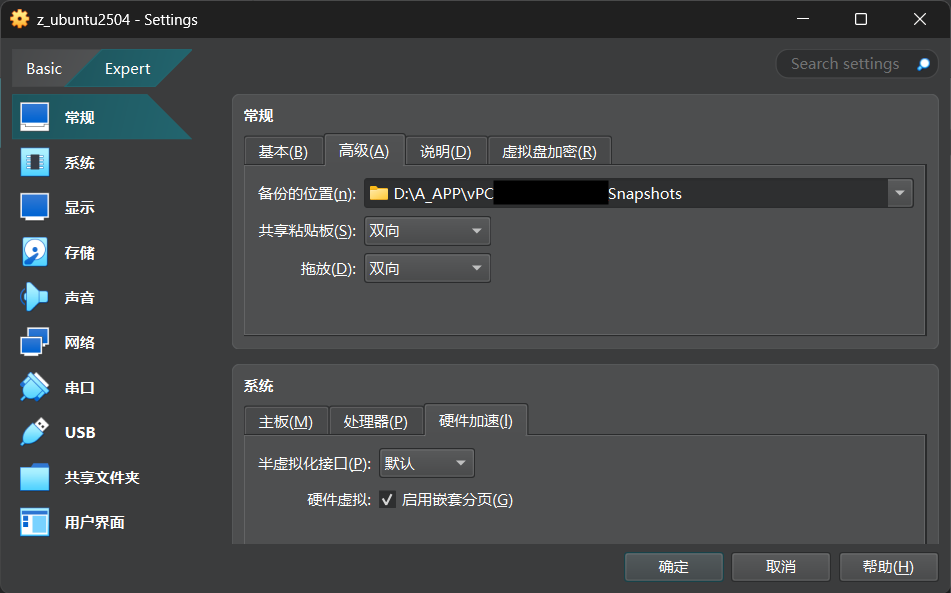 z_ubuntu2504 - Settings
Basic Expert Search settings
常规
系统
显示
存储
声音
网络
串口
USB
共享文件夹
用户界面
常规
基本(B) 高级(A) 说明(D) 虚拟盘加密(R)
备份的位置(n): D:\A_APP\vPC Snapshots
共享粘贴板(S): 双向
拖放(D): 双向
系统
主板(M) 处理器(P) 硬件加速(l)
半虚拟化接口(P): 默认
硬件虚拟: 启用嵌套分页(G)
确定 取消 帮助(H)